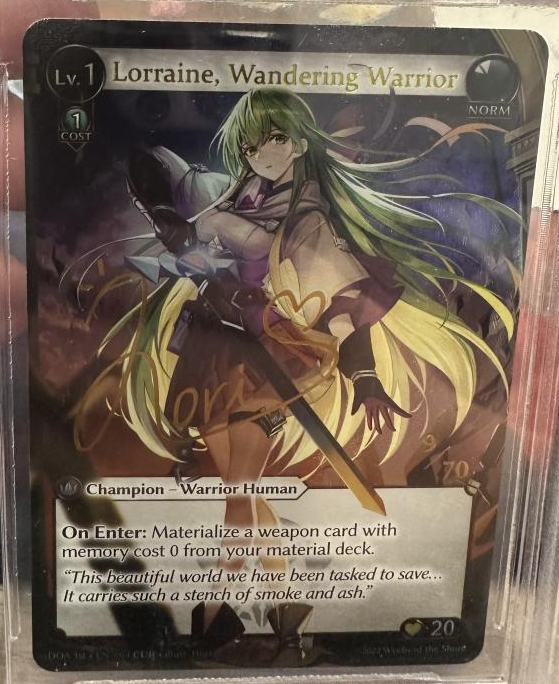 Lv. 1
Lorraine, Wandering Warrior
NORM
1
COST
9
/70
Champion – Warrior Human
On Enter: Materialize a weapon card with
memory cost 0 from your material deck.
“This beautiful world we have been tasked to save...
It carries such a stench of smoke and ash.”
20